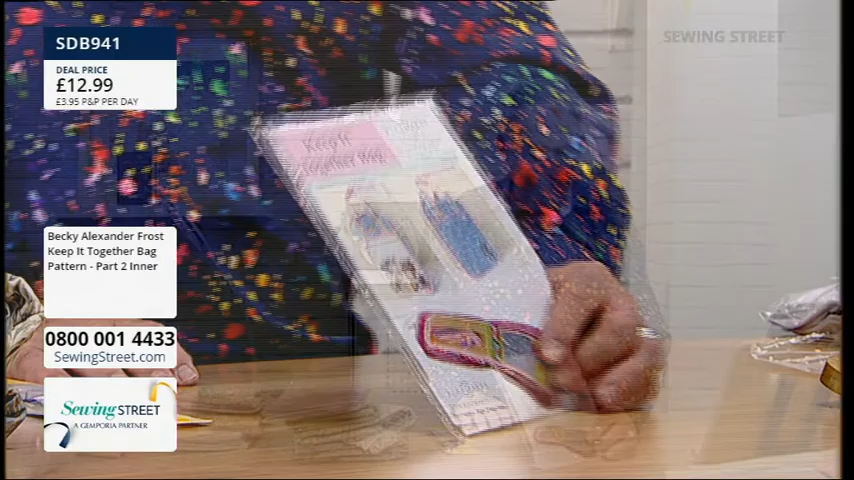 SDB941
DEAL PRICE
£12.99
£3.95 P&P PER DAY
SEWING STREET
Keep It
Together Bag
Becky Alexander Frost
Keep It Together Bag
Pattern - Part 2 Inner
0800 001 4433
SewingStreet.com
Sewing STREET
A GEMPORIA PARTNER